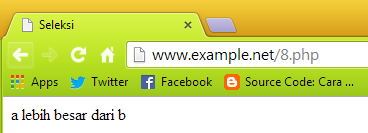 Seleksi
www.example.net/8.php
Apps Twitter Facebook Source Code: Cara ...
a lebih besar dari b